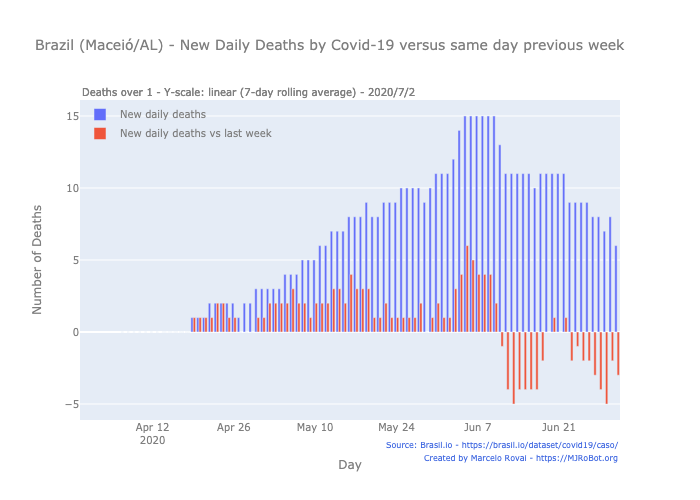 Brazil (Maceió/AL) - New Daily Deaths by Covid-19 versus same day previous week
Deaths over 1 - Y-scale: linear (7-day rolling average) - 2020/7/2
New daily deaths
New daily deaths vs last week
15
10
5
0
−5
Number of Deaths
Apr 12
2020
Apr 26
May 10
May 24
Jun 7
Jun 21
Day
Source: Brasil.io - https://brasil.io/dataset/covid19/caso/
Created by Marcelo Rovai - https://MJRoBot.org